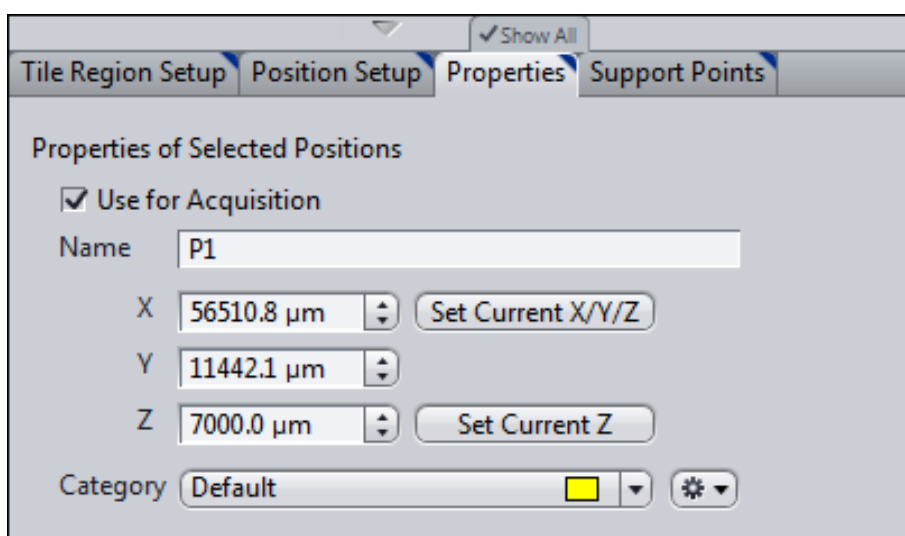 Show All
Tile Region Setup Position Setup Properties Support Points
Properties of Selected Positions
Use for Acquisition
Name P1
X 56510.8 µm Set Current X/Y/Z
Y 11442.1 µm
Z 7000.0 µm Set Current Z
Category Default